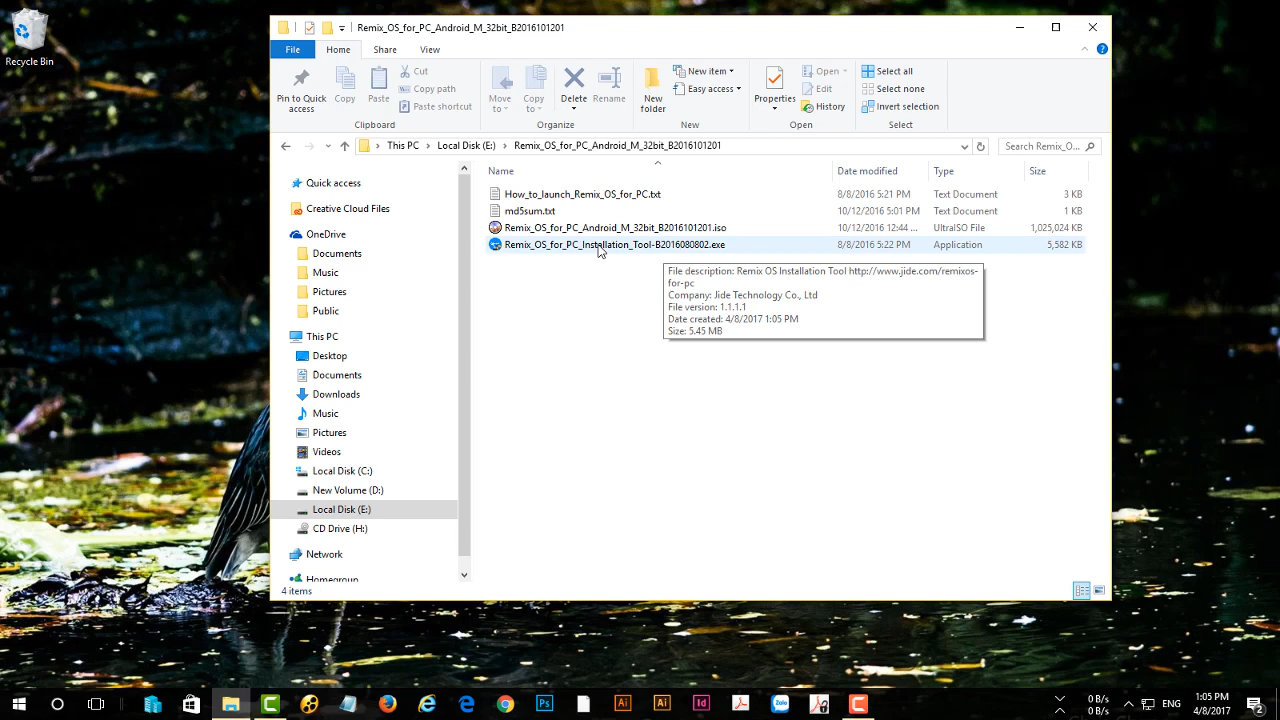 Recycle Bin
Remix_OS_for_PC_Android_M_32bit_B2016101201
File Home Share View
Pin to Quick access
Copy
Paste
Cut
Copy path
Paste shortcut
Clipboard
Move to
Copy to
Delete
Rename
Organize
New folder
New item
Easy access
New
Properties
Open
Edit
History
Open
Select all
Select none
Invert selection
Select
This PC Local Disk (E:) Remix_OS_for_PC_Android_M_32bit_B2016101201
Search Remix_O...
Name Date modified Type Size
How_to_launch_Remix_OS_for_PC.txt 8/8/2016 5:21 PM Text Document 3 KB
md5sum.txt 10/12/2016 5:01 PM Text Document 1 KB
Remix_OS_for_PC_Android_M_32bit_B2016101201.iso 10/12/2016 12:44 ... UltraISO File 1,025,024 KB
Remix_OS_for_PC_Installation_Tool-B2016080802.exe 8/8/2016 5:22 PM Application 5,582 KB
File description: Remix OS Installation Tool http://www.jide.com/remixos-
for-pc
Company: Jide Technology Co., Ltd
File version: 1.1.1.1
Date created: 4/8/2017 1:05 PM
Size: 5.45 MB
Quick access
Creative Cloud Files
OneDrive
Documents
Music
Pictures
Public
This PC
Desktop
Documents
Downloads
Music
Pictures
Videos
Local Disk (C:)
New Volume (D:)
Local Disk (E:)
CD Drive (H:)
Network
Homegroup
4 items
Ps
Ai
Ai
Id
Zalo
0 B/s
0 B/s
ENG
1:05 PM
4/8/2017
2